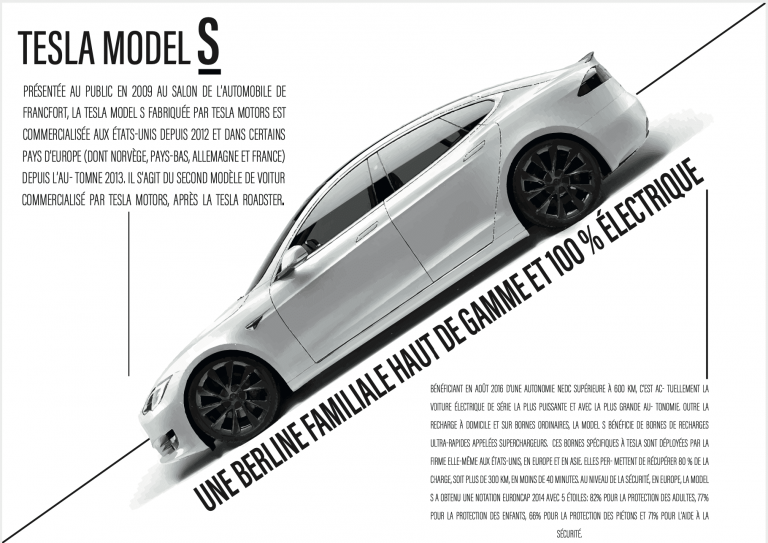 TESLA MODEL S
PRÉSENTÉE AU PUBLIC EN 2009 AU SALON DE L'AUTOMOBILE DE
FRANCFORT, LA TESLA MODEL S FABRIQUÉE PAR TESLA MOTORS EST
COMMERCIALISÉE AUX ÉTATS-UNIS DEPUIS 2012 ET DANS CERTAINS
PAYS D'EUROPE (DONT NORVÈGE, PAYS-BAS, ALLEMAGNE ET FRANCE)
DEPUIS L'AU- TOMNE 2013. IL S'AGIT DU SECOND MODÈLE DE VOITUR
COMMERCIALISÉ PAR TESLA MOTORS, APRÈS LA TESLA ROADSTER.
UNE BERLINE FAMILIALE HAUT DE GAMME ET 100 % ÉLECTRIQUE
BÉNÉFICIANT EN AOÛT 2016 D'UNE AUTONOMIE NEDC SUPÉRIEURE À 600 KM, C'EST AC- TUELLEMENT LA
VOITURE ÉLECTRIQUE DE SÉRIE LA PLUS PUISSANTE ET AVEC LA PLUS GRANDE AU- TONOMIE. OUTRE LA
RECHARGE À DOMICILE ET SUR BORNES ORDINAIRES, LA MODEL S BÉNÉFICIE DE BORNES DE RECHARGES
ULTRA-RAPIDES APPELÉES SUPERCHARGEURS. CES BORNES SPÉCIFIQUES À TESLA SONT DÉPLOYÉES PAR LA
FIRME ELLE-MÊME AUX ÉTATS-UNIS, EN EUROPE ET EN ASIE. ELLES PER- METTENT DE RÉCUPÉRER 80 % DE LA
CHARGE, SOIT PLUS DE 300 KM, EN MOINS DE 40 MINUTES. AU NIVEAU DE LA SÉCURITÉ, EN EUROPE, LA MODEL
S A OBTENU UNE NOTATION EURONCAP 2014 AVEC 5 ÉTOILES: 82% POUR LA PROTECTION DES ADULTES, 77%
POUR LA PROTECTION DES ENFANTS, 66% POUR LA PROTECTION DES PIÉTONS ET 71% POUR L'AIDE À LA
SÉCURITÉ.